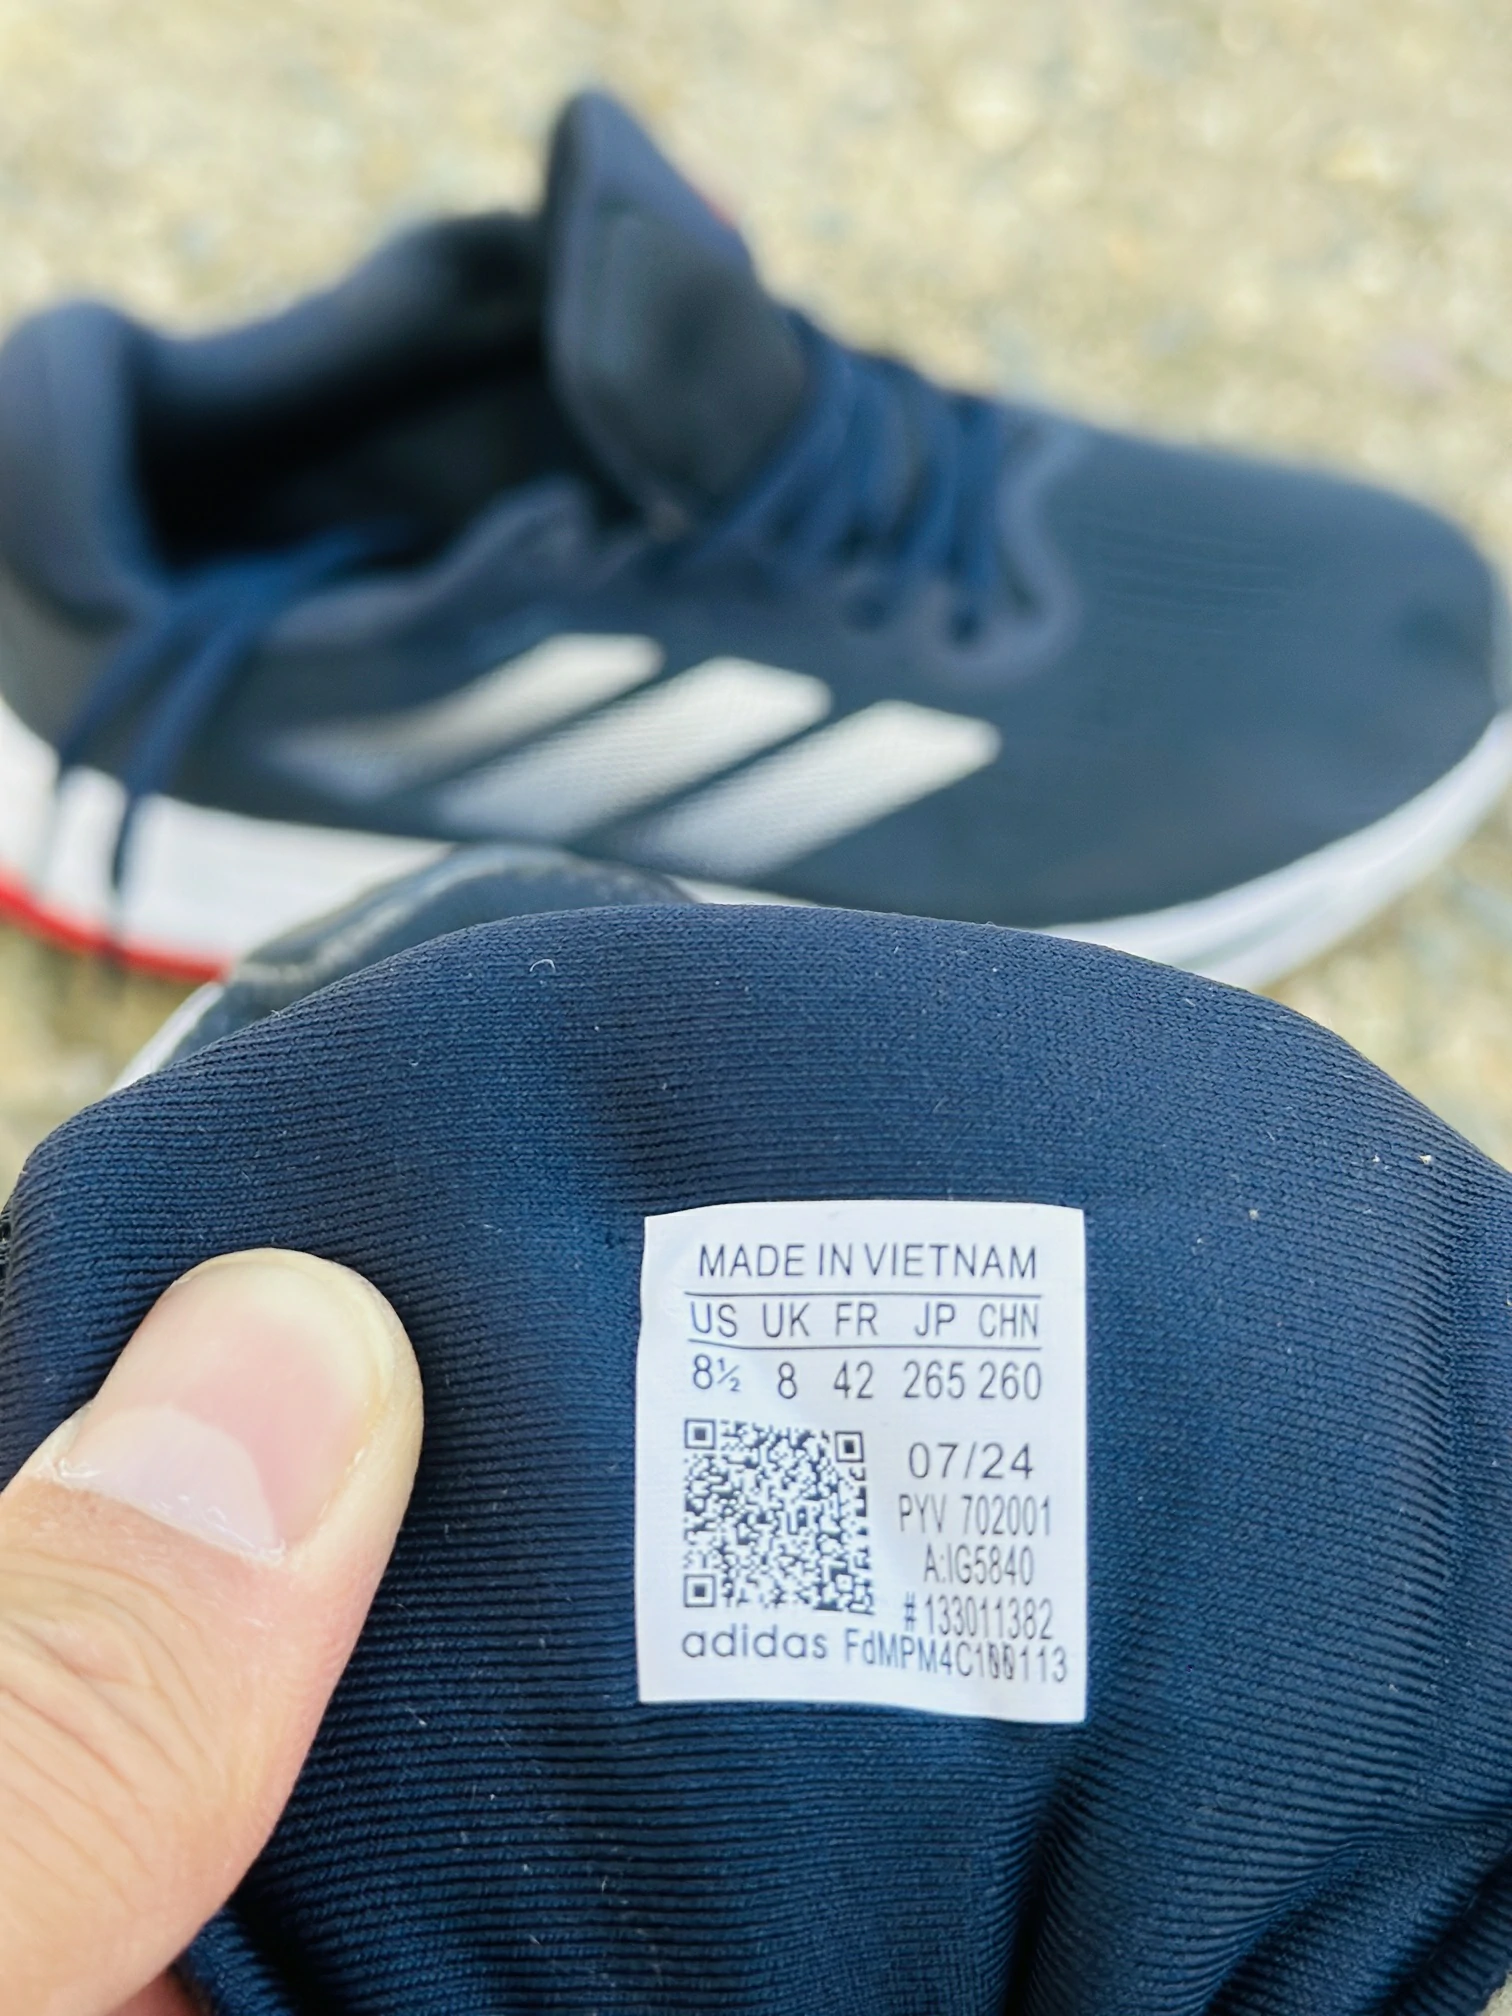 MADE IN VIETNAM
US UK FR JP CHN
8½ 8 42 265 260
07/24
PYV 702001
A:IG5840
#133011382
adidas FdMPM4C100113